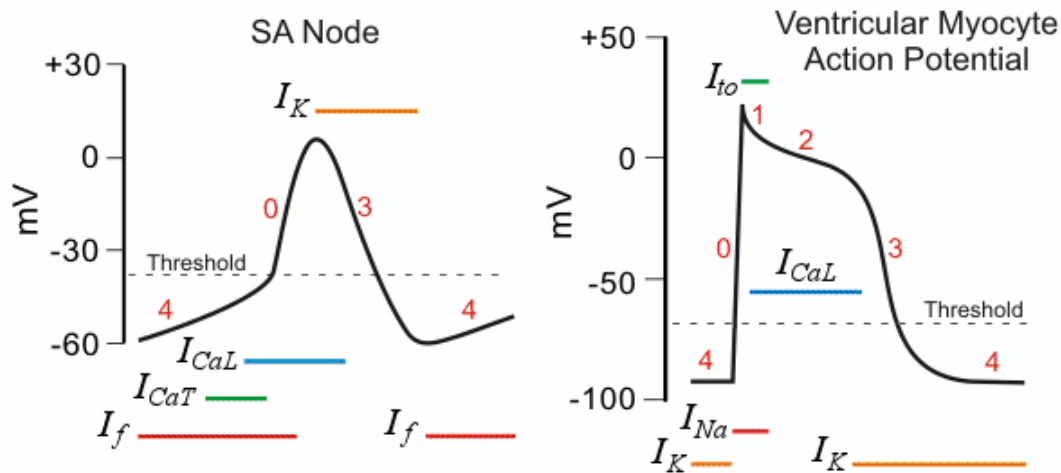 SA Node
+30
0
-30
-60
mV
I_K
0
3
Threshold
4
4
I_CaL
I_CaT
I_f
I_f
Ventricular Myocyte
Action Potential
+50
0
-50
-100
mV
I_to
1
2
0
3
I_CaL
Threshold
4
4
I_Na
I_K
I_K